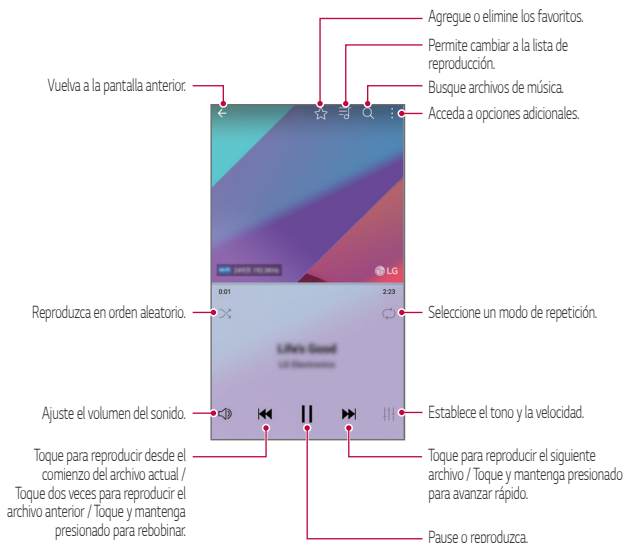 Agregue o elimine los favoritos.
Permite cambiar a la lista de
reproducción.
Vuelva a la pantalla anterior.
Busque archivos de música.
Acceda a opciones adicionales.
LG
0:01
2:23
Reproduzca en orden aleatorio.
Seleccione un modo de repetición.
Life's Good
LG Electronics
Ajuste el volumen del sonido.
Establece el tono y la velocidad.
Toque para reproducir desde el
comienzo del archivo actual /
Toque dos veces para reproducir el
archivo anterior / Toque y mantenga
presionado para rebobinar.
Toque para reproducir el siguiente
archivo / Toque y mantenga presionado
para avanzar rápido.
Pause o reproduzca.